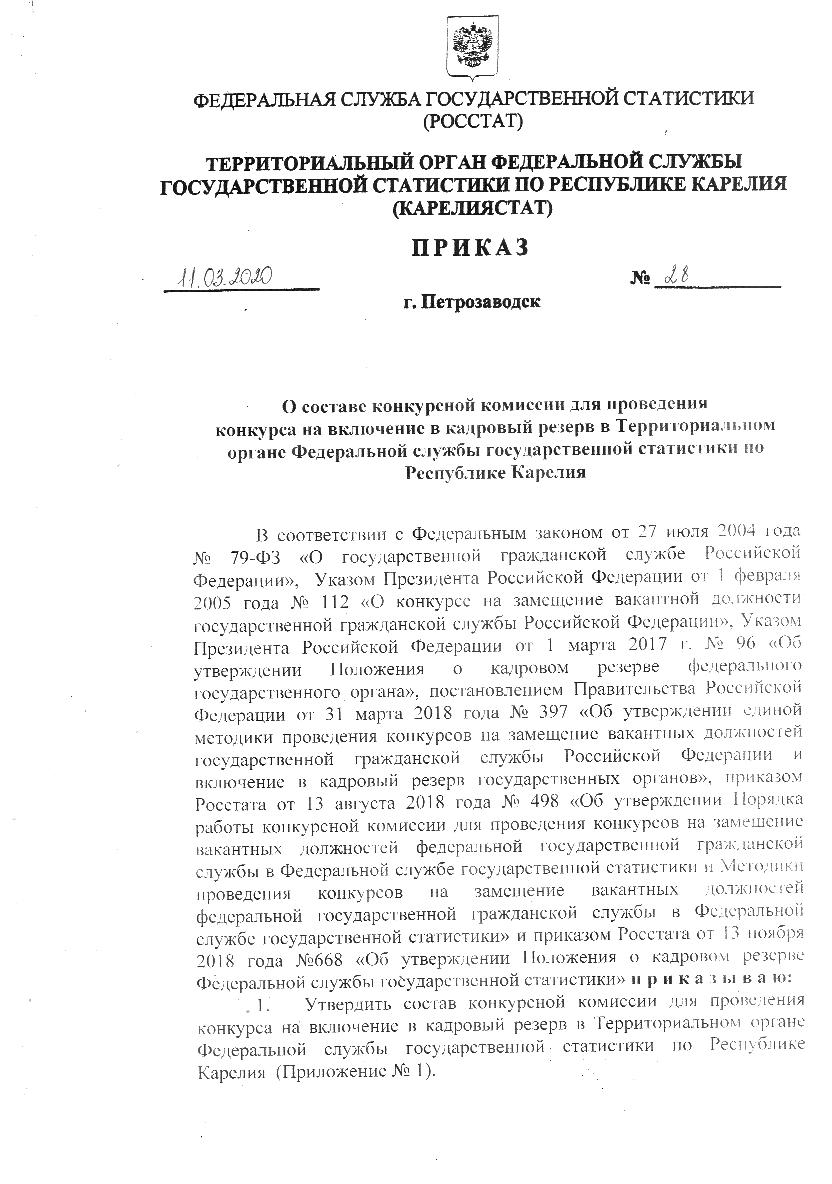 ФЕДЕРАЛЬНАЯ СЛУЖБА ГОСУДАРСТВЕННОЙ СТАТИСТИКИ
(РОССТАТ)
ТЕРРИТОРИАЛЬНЫЙ ОРГАН ФЕДЕРАЛЬНОЙ СЛУЖБЫ
ГОСУДАРСТВЕННОЙ СТАТИСТИКИ ПО РЕСПУБЛИКЕ КАРЕЛИЯ
(КАРЕЛИЯСТАТ)
ПРИКАЗ
11.03.2020 № 28
г. Петрозаводск
О составе конкурсной комиссии для проведения
конкурса на включение в кадровый резерв в Территориальном
органе Федеральной службы государственной статистики по
Республике Карелия
В соответствии с Федеральным законом от 27 июля 2004 года
№ 79-ФЗ «О государственной гражданской службе Российской
Федерации», Указом Президента Российской Федерации от 1 февраля
2005 года № 112 «О конкурсе на замещение вакантной должности
государственной гражданской службы Российской Федерации», Указом
Президента Российской Федерации от 1 марта 2017 г. № 96 «Об
утверждении Положения о кадровом резерве федерального
государственного органа», постановлением Правительства Российской
Федерации от 31 марта 2018 года № 397 «Об утверждении единой
методики проведения конкурсов на замещение вакантных должностей
государственной гражданской службы Российской Федерации и
включение в кадровый резерв государственных органов», приказом
Росстата от 13 августа 2018 года № 498 «Об утверждении Порядка
работы конкурсной комиссии для проведения конкурсов на замещение
вакантных должностей федеральной государственной гражданской
службы в Федеральной службе государственной статистики и Методики
проведения конкурсов на замещение вакантных должностей
федеральной государственной гражданской службы в Федеральной
службе государственной статистики» и приказом Росстата от 13 ноября
2018 года №668 «Об утверждении Положения о кадровом резерве
Федеральной службы государственной статистики» п р и к а з ы в а ю:
1. Утвердить состав конкурсной комиссии для проведения
конкурса на включение в кадровый резерв в Территориальном органе
Федеральной службы государственной статистики по Республике
Карелия (Приложение № 1).